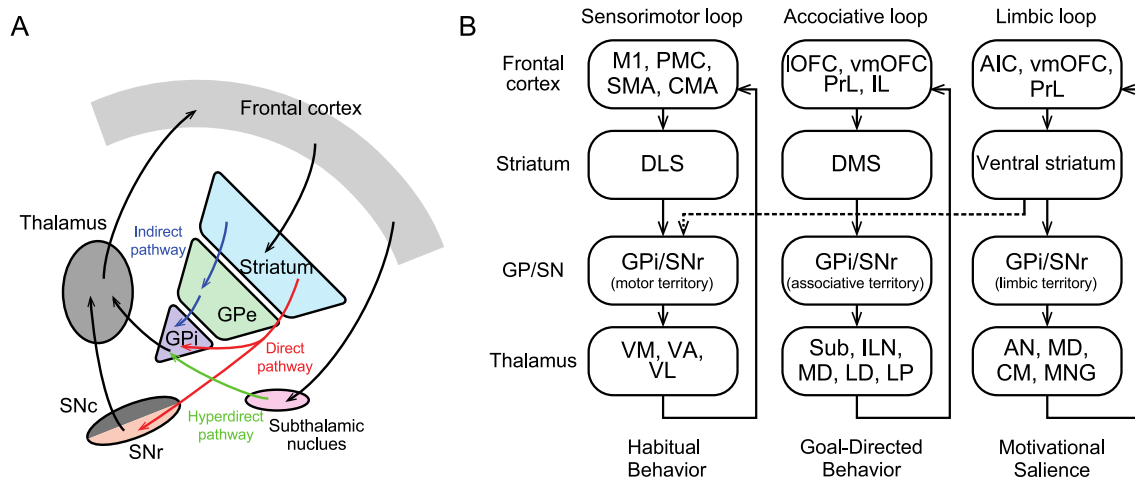 A
Frontal cortex
Thalamus
Indirect
pathway
Striatum
GPe
GPi
Direct
pathway
SNc
SNr
Hyperdirect
pathway
Subthalamic
nuclues
B
Sensorimotor loop
Accociative loop
Limbic loop
Frontal
cortex
M1, PMC,
SMA, CMA
lOFC, vmOFC
PrL, IL
AIC, vmOFC,
PrL
Striatum
DLS
DMS
Ventral striatum
GP/SN
GPi/SNr
(motor territory)
GPi/SNr
(associative territory)
GPi/SNr
(limbic territory)
Thalamus
VM, VA,
VL
Sub, ILN,
MD, LD, LP
AN, MD,
CM, MNG
Habitual
Behavior
Goal-Directed
Behavior
Motivational
Salience